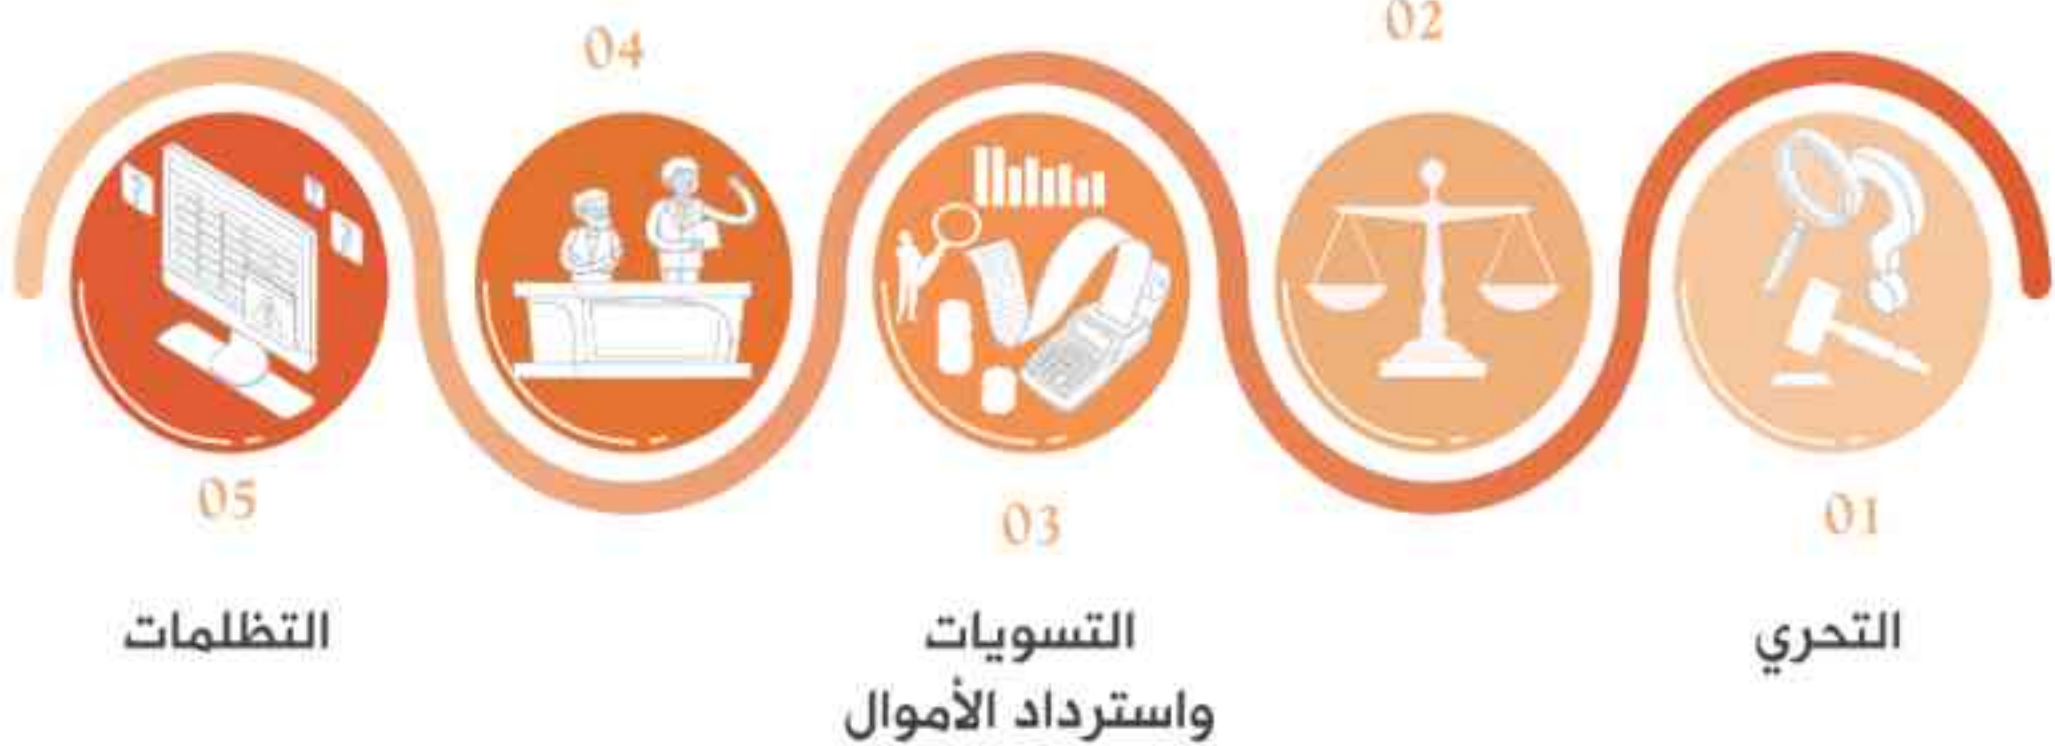 02
04
01
03
05
التحري
التسويات
واسترداد الأموال
التظلمات